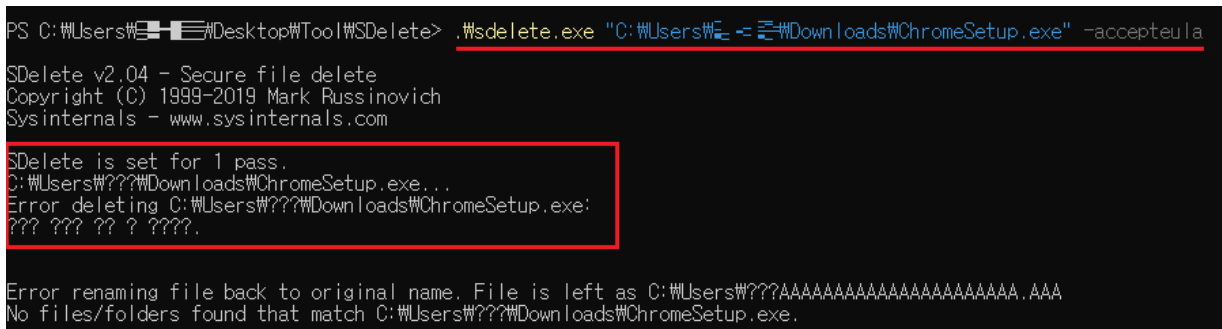 PS C:₩Users₩ ₩Desktop₩Tool₩SDelete> .₩sdelete.exe "C:₩Users₩ ₩Downloads₩ChromeSetup.exe" -accepteula
SDelete v2.04 - Secure file delete
Copyright (C) 1999-2019 Mark Russinovich
Sysinternals - www.sysinternals.com
SDelete is set for 1 pass.
C:₩Users₩???₩Downloads₩ChromeSetup.exe...
Error deleting C:₩Users₩???₩Downloads₩ChromeSetup.exe:
??? ??? ?? ? ????.
Error renaming file back to original name. File is left as C:₩Users₩???AAAAAAAAAAAAAAAAAAAAAA.AAA
No files/folders found that match C:₩Users₩???₩Downloads₩ChromeSetup.exe.